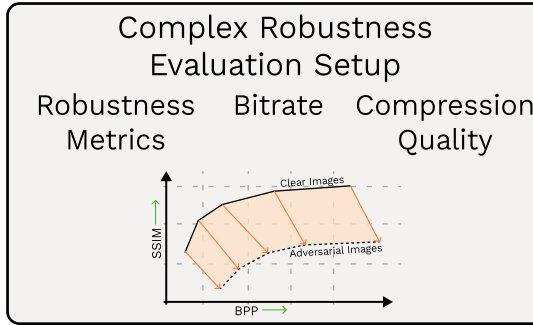 Complex Robustness
Evaluation Setup
Robustness Bitrate Compression
Metrics Quality
Clear Images
SSIM
Adversarial Images
BPP